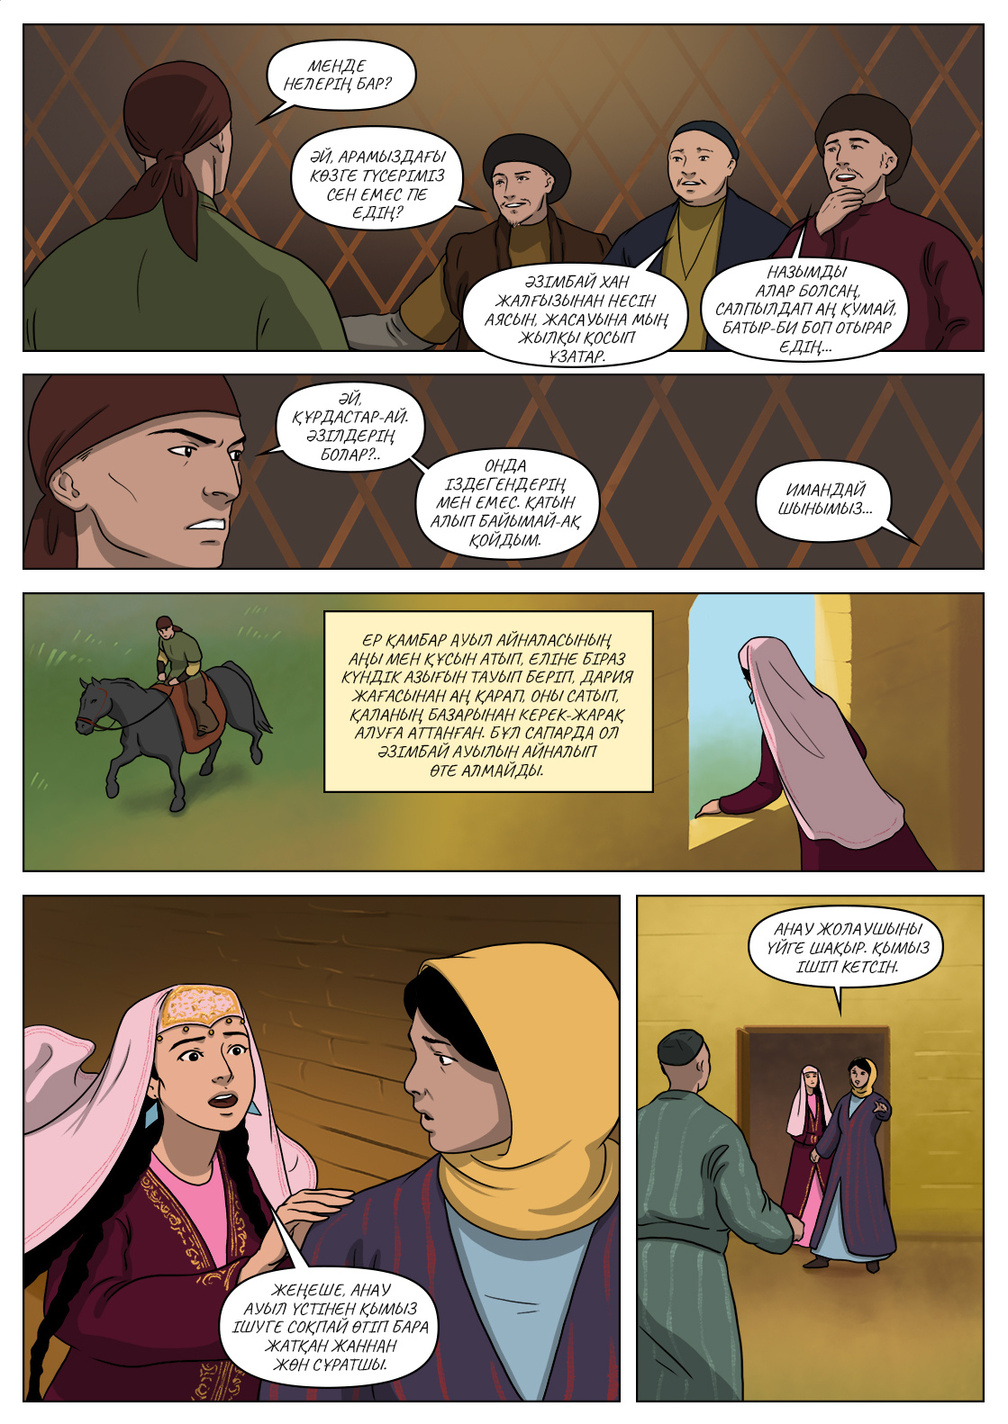 МЕНДЕ
НЕЛЕРІҢ БАР?
ӘЙ, АРАМЫЗДАҒЫ
КӨЗГЕ ТҮСЕРІМІЗ
СЕН ЕМЕС ПЕ
ЕДІҢ?
ӘЗІМБАЙ ХАН
ЖАЛҒЫЗЫНАН НЕСІН
АЯСЫН, ЖАСАУЫНА МЫҢ
ЖЫЛҚЫ ҚОСЫП
ҰЗАТАР.
НАЗЫМДЫ
АЛАР БОЛСАҢ,
САЛПЫЛДАП АҢ ҚУМАЙ,
БАТЫР-БИ БОП ОТЫРАР
ЕДІҢ...
ӘЙ,
ҚҰРДАСТАР-АЙ.
ӘЗІЛДЕРІҢ
БОЛАР?..
ОНДА
ІЗДЕГЕНДЕРІҢ
МЕН ЕМЕС. ҚАТЫН
АЛЫП БАЙЫМАЙ-АҚ
ҚОЙДЫМ.
ИМАНДАЙ
ШЫНЫМЫЗ...
ЕР ҚАМБАР АУЫЛ АЙНАЛАСЫНЫҢ
АҢЫ МЕН ҚҰСЫН АТЫП, ЕЛІНЕ БІРАЗ
КҮНДІК АЗЫҒЫН ТАУЫП БЕРІП, ДАРИЯ
ЖАҒАСЫНАН АҢ ҚАРАП, ОНЫ САТЫП,
ҚАЛАНЫҢ БАЗАРЫНАН КЕРЕК-ЖАРАҚ
АЛУҒА АТТАНҒАН. БҰЛ САПАРДА ОЛ
ӘЗІМБАЙ АУЫЛЫН АЙНАЛЫП
ӨТЕ АЛМАЙДЫ.
ЖЕҢЕШЕ, АНАУ
АУЫЛ ҮСТІНЕН ҚЫМЫЗ
ІШУГЕ СОҚПАЙ ӨТІП БАРА
ЖАТҚАН ЖАННАН
ЖӨН СҰРАТШЫ.
АНАУ ЖОЛАУШЫНЫ
ҮЙГЕ ШАҚЫР. ҚЫМЫЗ
ІШІП КЕТСІН.